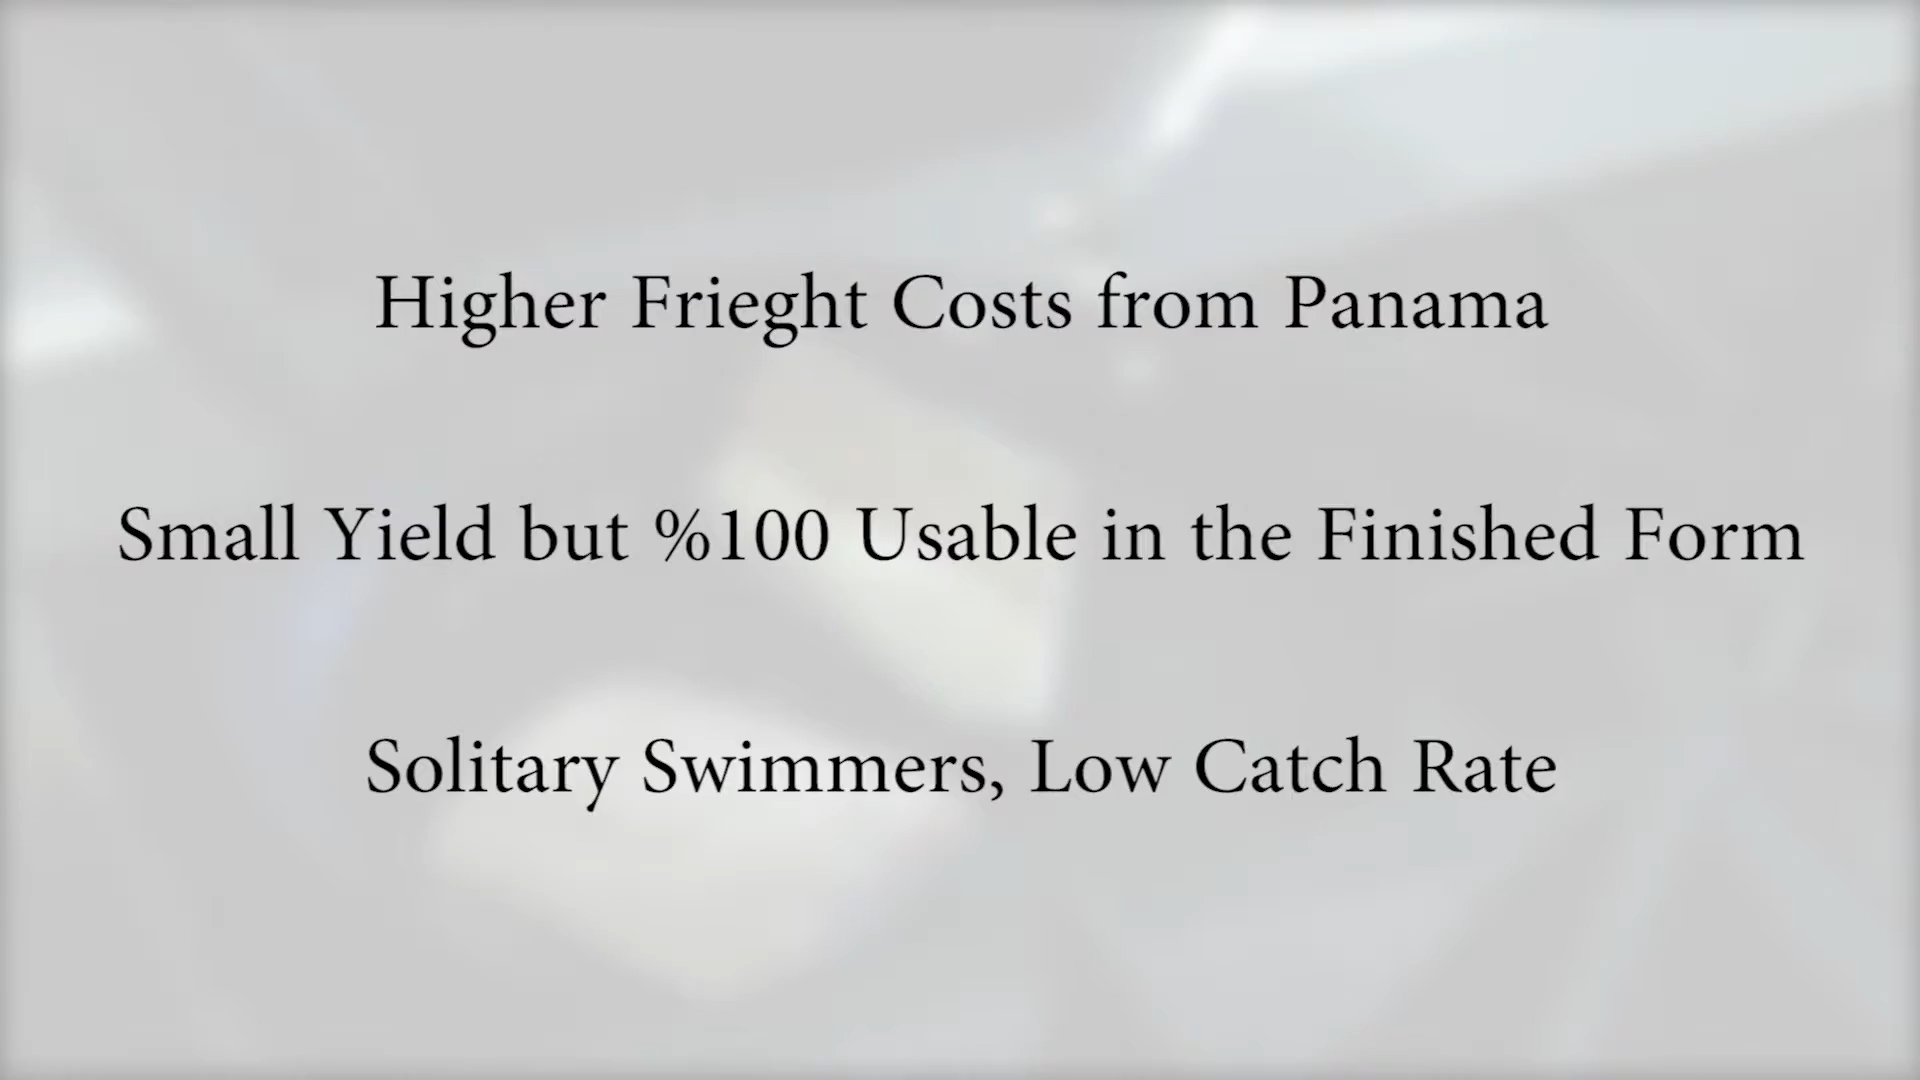 Higher Frieght Costs from Panama
Small Yield but %100 Usable in the Finished Form
Solitary Swimmers, Low Catch Rate